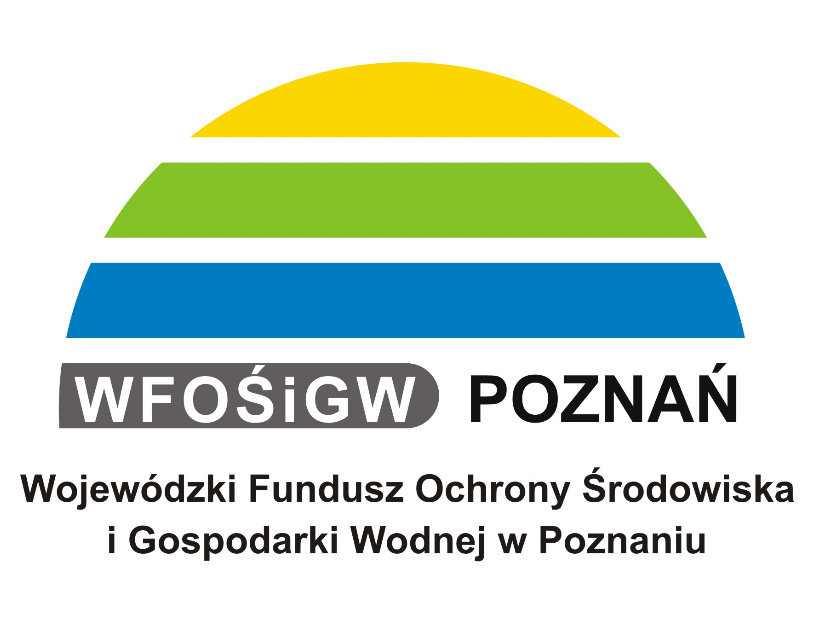 WFOŚiGW POZNAŃ
Wojewódzki Fundusz Ochrony Środowiska
i Gospodarki Wodnej w Poznaniu